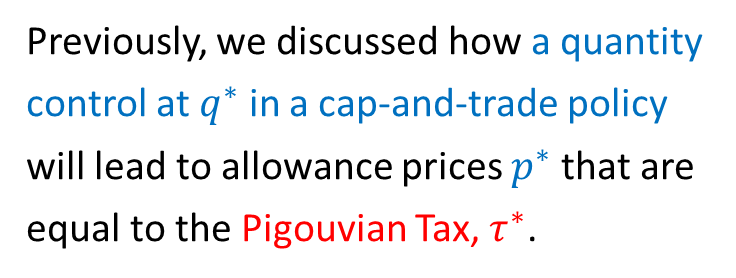 Previously, we discussed how a quantity
control at q* in a cap-and-trade policy
will lead to allowance prices p* that are
equal to the Pigouvian Tax, τ*.